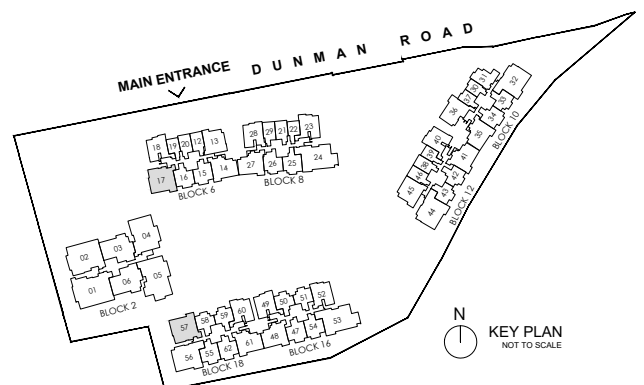 DUNMAN ROAD
MAIN ENTRANCE
18 19 20 12 13
17 16 15 14
BLOCK 6
28 29 21 22 23
27 26 25 24
BLOCK 8
32
31
30
37
36
33
34
35
BLOCK 10
40
39
38
46
45
41
42
43
44
BLOCK 12
02 03 04
01 06 05
BLOCK 2
57 58 59 60
56 55 62 61
BLOCK 18
49 50 51 52
48 47 54 53
BLOCK 16
N
KEY PLAN
NOT TO SCALE